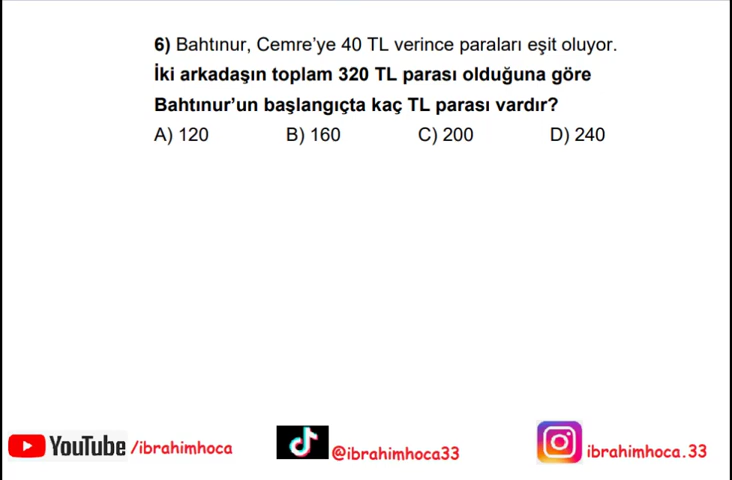 6) Bahtınur, Cemre'ye 40 TL verince paraları eşit oluyor.
İki arkadaşın toplam 320 TL parası olduğuna göre
Bahtınur'un başlangıçta kaç TL parası vardır?
A) 120 B) 160 C) 200 D) 240
YouTube /ibrahimhoca @ibrahimhoca33 ibrahimhoca.33